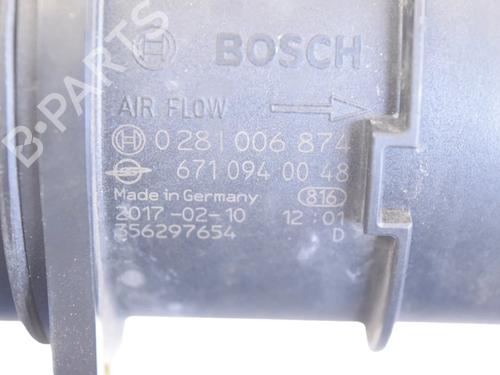 BOSCH
AIR FLOW
0 281 006 874
671 094 00 48
Made in Germany 816
2017-02-10 12:01
356297654 D
B-PARTS